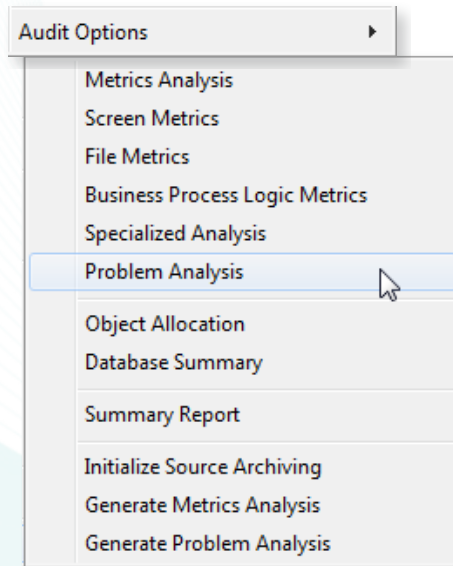 Audit Options
Metrics Analysis
Screen Metrics
File Metrics
Business Process Logic Metrics
Specialized Analysis
Problem Analysis
Object Allocation
Database Summary
Summary Report
Initialize Source Archiving
Generate Metrics Analysis
Generate Problem Analysis